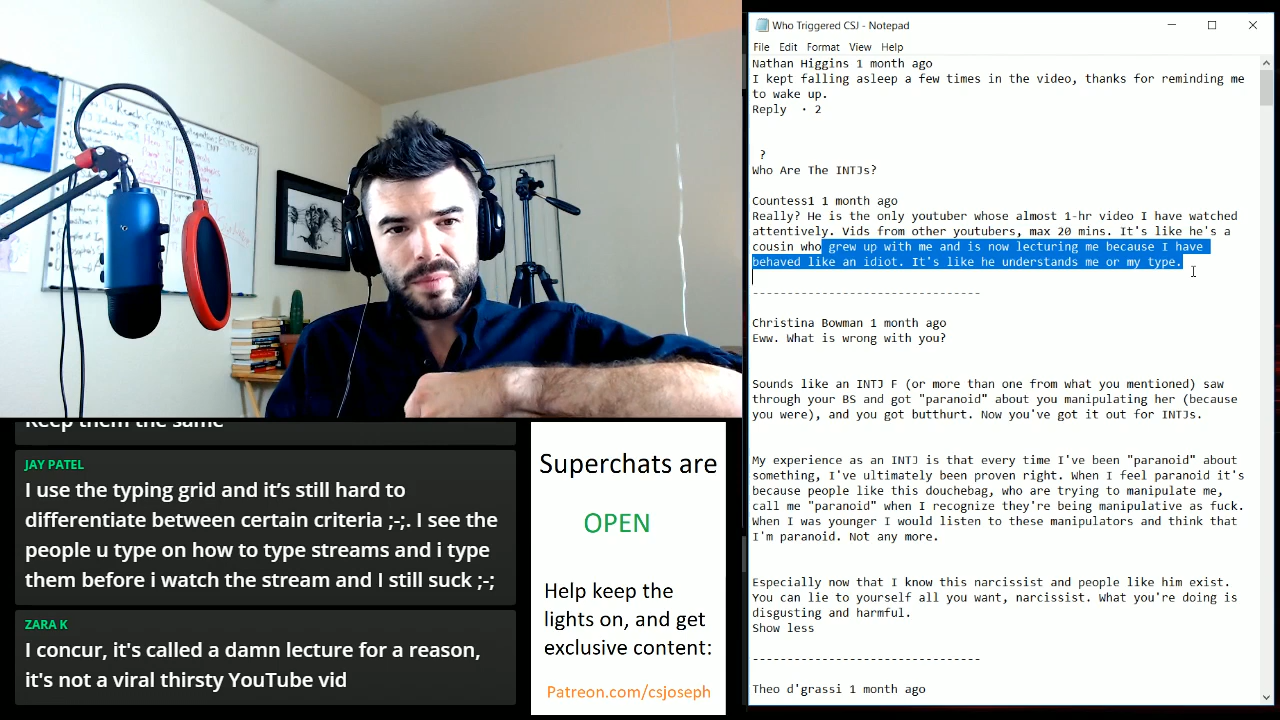 Who Triggered CSJ - Notepad
File Edit Format View Help
Nathan Higgins 1 month ago
I kept falling asleep a few times in the video, thanks for reminding me
to wake up.
Reply · 2
?
Who Are The INTJs?
Countess1 1 month ago
Really? He is the only youtuber whose almost 1-hr video I have watched
attentively. Vids from other youtubers, max 20 mins. It's like he's a
cousin who grew up with me and is now lecturing me because I have
behaved like an idiot. It's like he understands me or my type.
---------------------------------
Christina Bowman 1 month ago
Eww. What is wrong with you?
Sounds like an INTJ F (or more than one from what you mentioned) saw
through your BS and got "paranoid" about you manipulating her (because
you were), and you got butthurt. Now you've got it out for INTJs.
My experience as an INTJ is that every time I've been "paranoid" about
something, I've ultimately been proven right. When I feel paranoid it's
because people like this douchebag, who are trying to manipulate me,
call me "paranoid" when I recognize they're being manipulative as fuck.
When I was younger I would listen to these manipulators and think that
I'm paranoid. Not any more.
Especially now that I know this narcissist and people like him exist.
You can lie to yourself all you want, narcissist. What you're doing is
disgusting and harmful.
Show less
---------------------------------
Theo d'grassi 1 month ago
Keep them the same
JAY PATEL
I use the typing grid and it’s still hard to
differentiate between certain criteria ;-;. I see the
people u type on how to type streams and i type
them before i watch the stream and I still suck ;-;
ZARA K
I concur, it's called a damn lecture for a reason,
it's not a viral thirsty YouTube vid
Superchats are
OPEN
Help keep the
lights on, and get
exclusive content:
Patreon.com/csjoseph